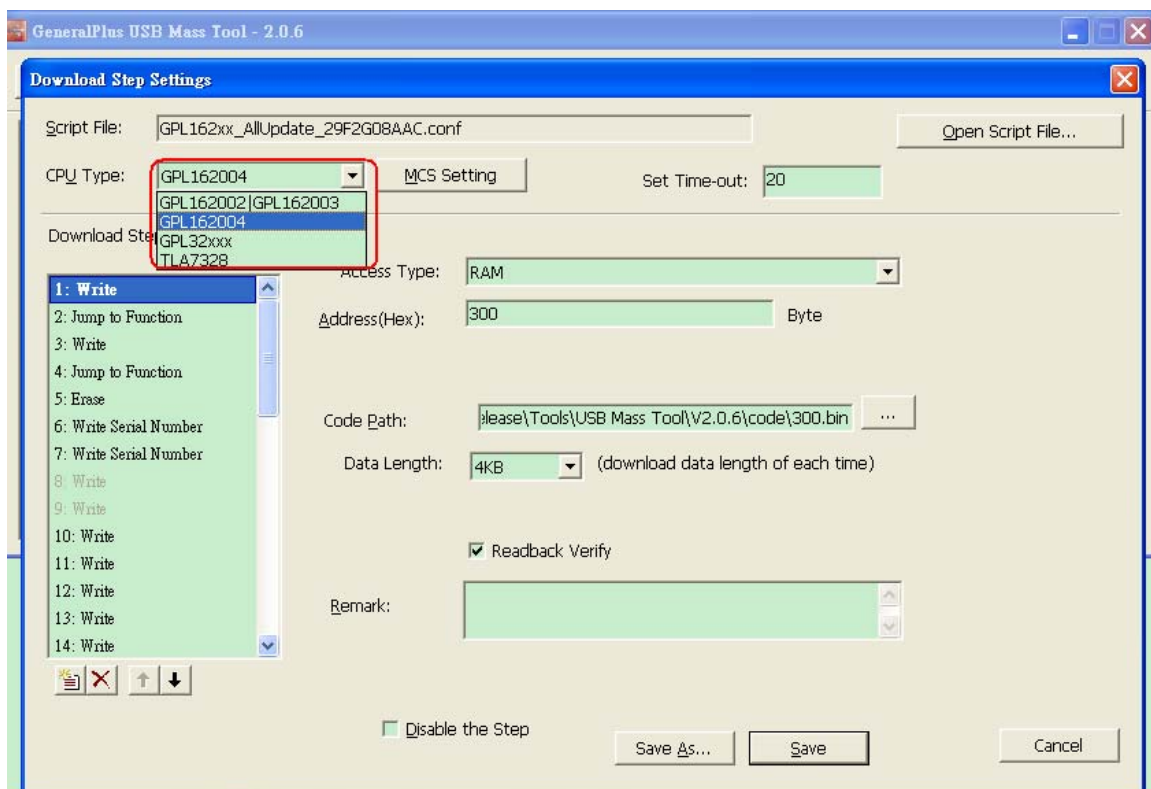 GeneralPlus USB Mass Tool - 2.0.6
Download Step Settings
Script File: GPL162xx_AllUpdate_29F2G08AAC.conf Open Script File...
CPU Type: GPL162004 MCS Setting Set Time-out: 20
GPL162002|GPL162003
GPL162004
GPL32xxx
TLA7328
Download Ste
Access Type: RAM
Address(Hex): 300 Byte
Code Path: elease\Tools\USB Mass Tool\V2.0.6\code\300.bin ...
Data Length: 4KB (download data length of each time)
Readback Verify
Remark:
1: Write
2: Jump to Function
3: Write
4: Jump to Function
5: Erase
6: Write Serial Number
7: Write Serial Number
8: Write
9: Write
10: Write
11: Write
12: Write
13: Write
14: Write
Disable the Step
Save As... Save Cancel